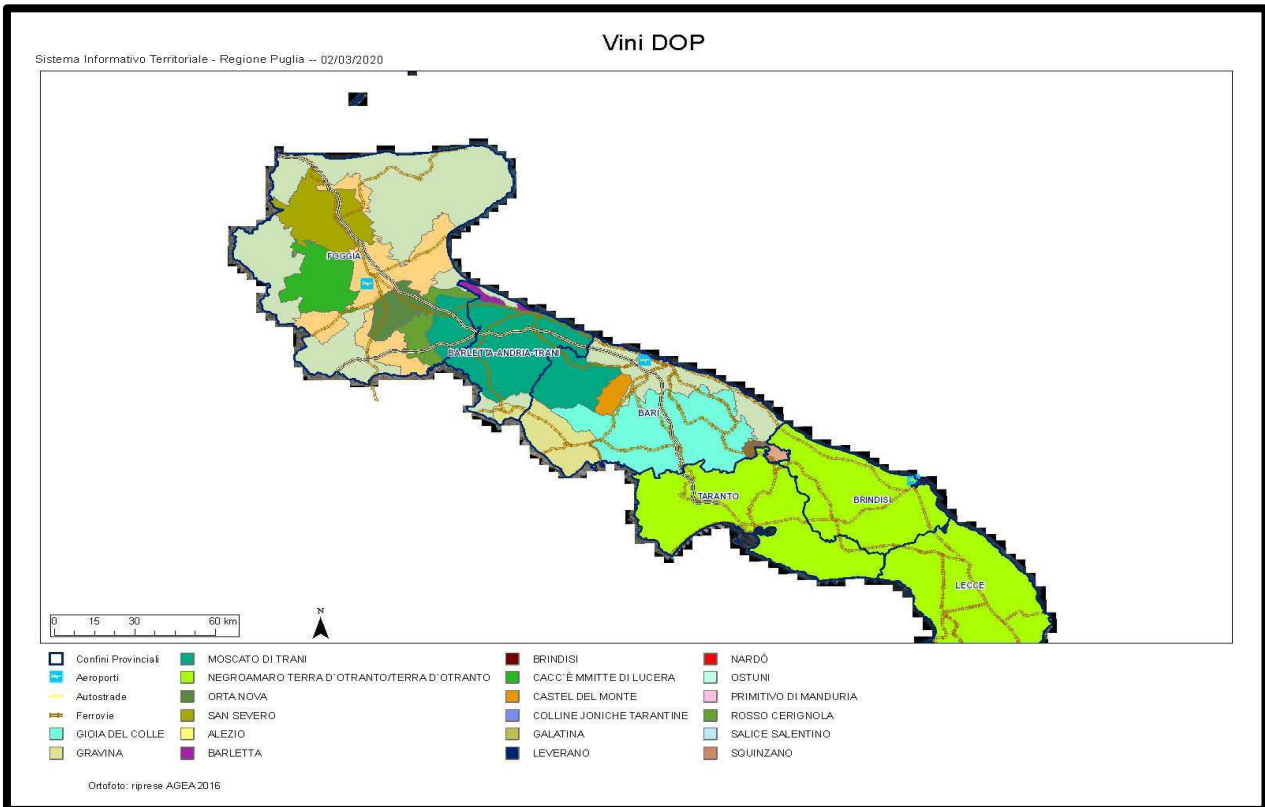 Vini DOP
Sistema Informativo Territoriale - Regione Puglia -- 02/03/2020
FOGGIA
BARLETTA-ANDRIA-TRANI
BARI
TARANTO
BRINDISI
LECCE
0 15 30 60 km
N
Confini Provinciali
Aeroporti
Autostrade
Ferrovie
GIOIA DEL COLLE
GRAVINA
MOSCATO DI TRANI
NEGROAMARO TERRA D'OTRANTO/TERRA D'OTRANTO
ORTA NOVA
SAN SEVERO
ALEZIO
BARLETTA
BRINDISI
CACC'È MMITTE DI LUCERA
CASTEL DEL MONTE
COLLINE JONICHE TARANTINE
GALATINA
LEVERANO
NARDÒ
OSTUNI
PRIMITIVO DI MANDURIA
ROSSO CERIGNOLA
SALICE SALENTINO
SQUINZANO
Ortofoto: riprese AGEA 2016